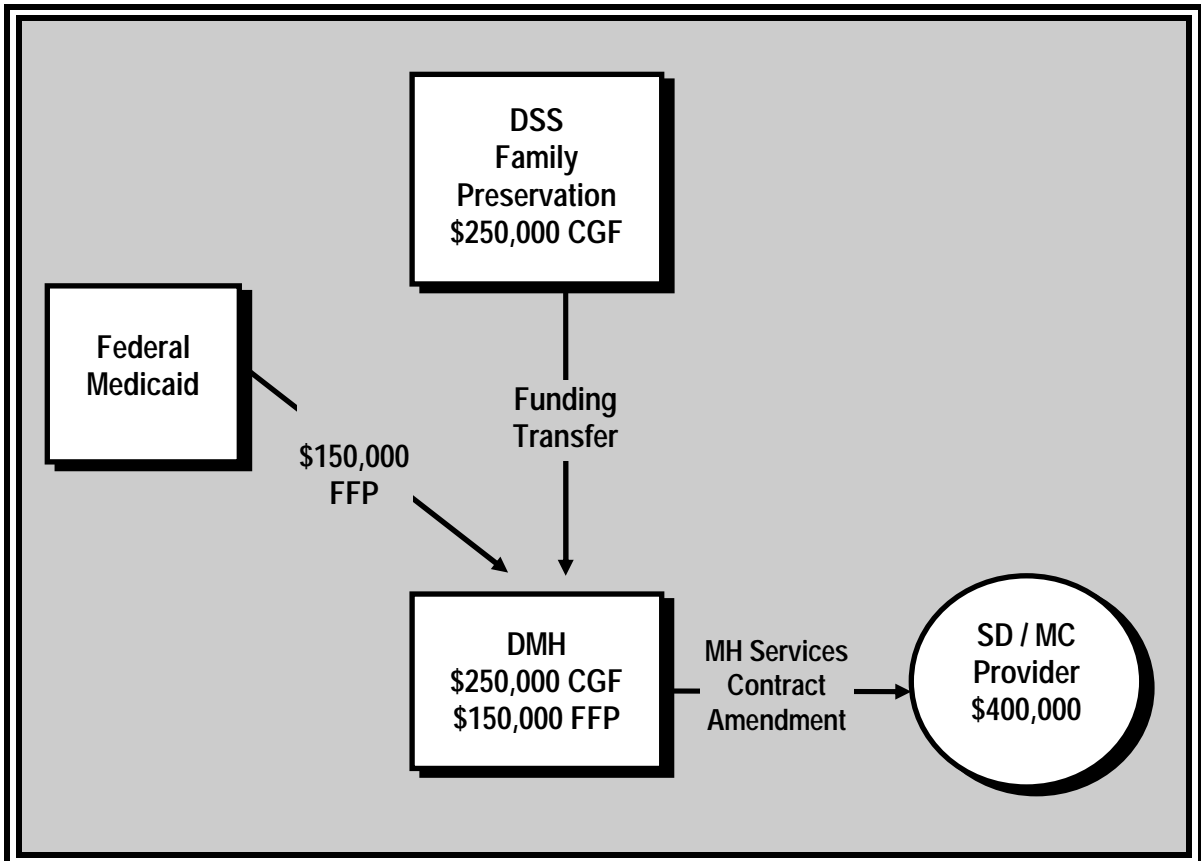 DSS
Family
Preservation
$250,000 CGF
Federal
Medicaid
Funding
Transfer
$150,000
FFP
DMH
$250,000 CGF
$150,000 FFP
MH Services
Contract
Amendment
SD / MC
Provider
$400,000